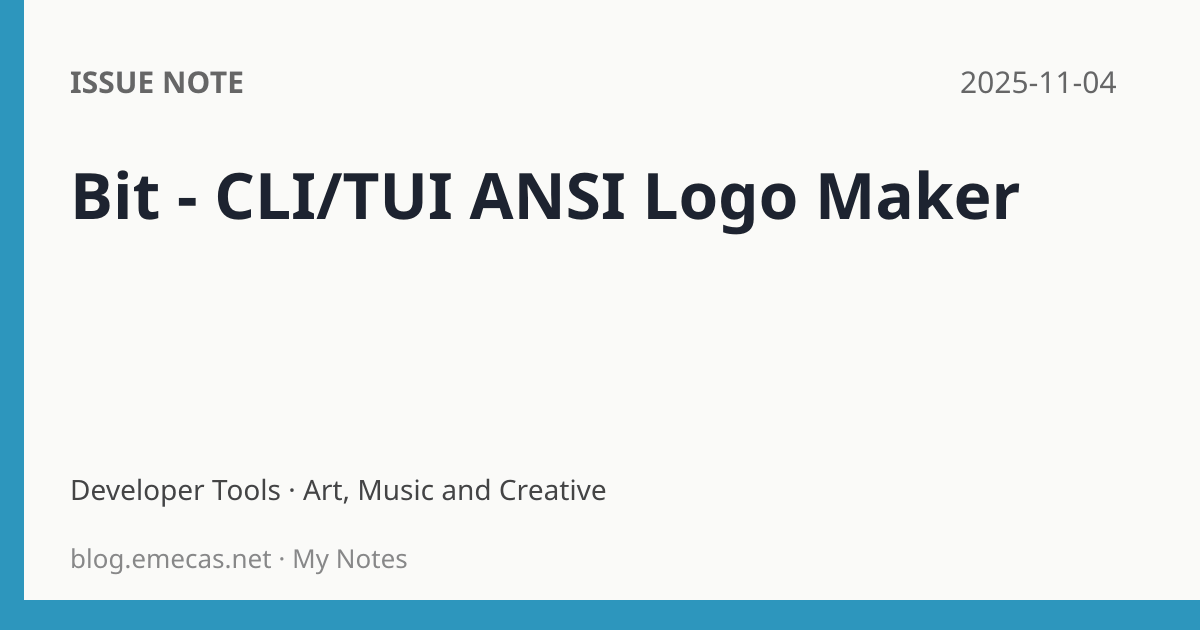 ISSUE NOTE
2025-11-04
Bit - CLI/TUI ANSI Logo Maker
Developer Tools · Art, Music and Creative
blog.emecas.net · My Notes